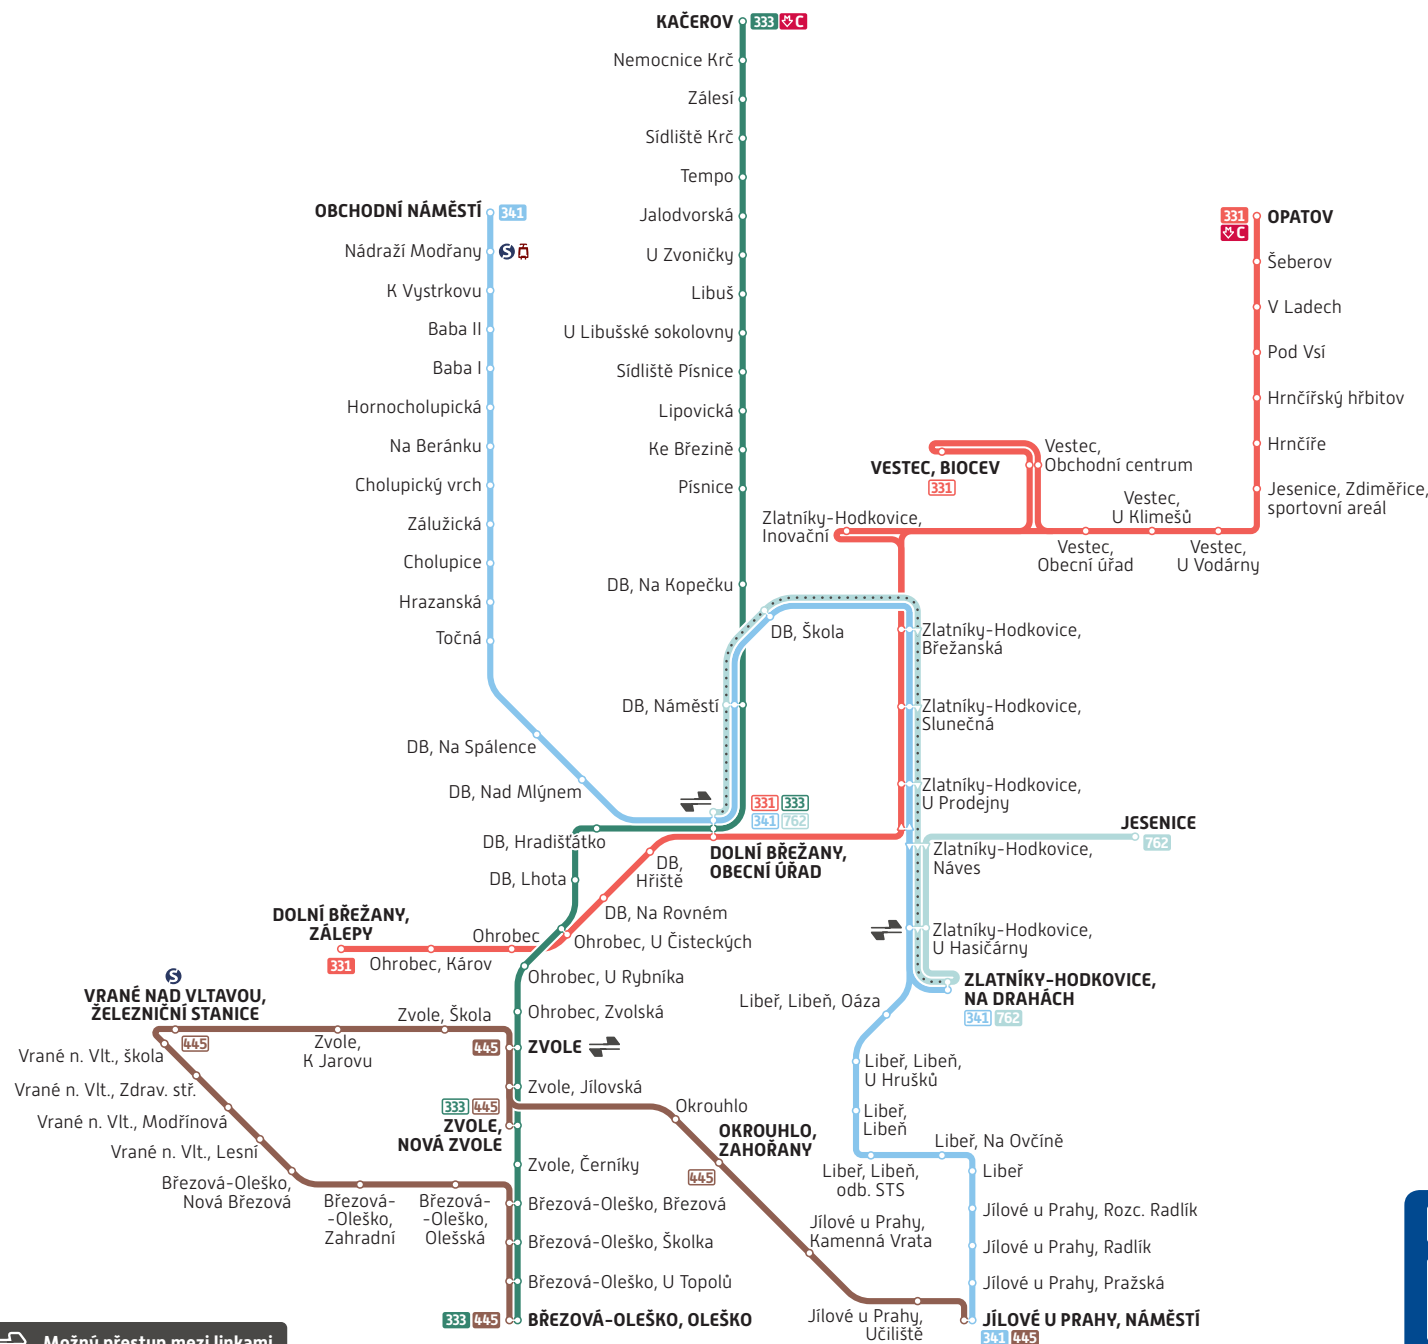 KAČEROV
333
C
Nemocnice Krč
Zálesí
Sídliště Krč
Tempo
Jalodvorská
U Zvoničky
Libuš
U Libušské sokolovny
Sídliště Písnice
Lipovická
Ke Březině
Písnice
DB, Na Kopečku
OBCHODNÍ NÁMĚSTÍ
341
Nádraží Modřany
S
K Vystrkovu
Baba II
Baba I
Hornocholupická
Na Beránku
Cholupický vrch
Zálužická
Cholupice
Hrazanská
Točná
DB, Na Spálence
DB, Nad Mlýnem
331
C
OPATOV
Šeberov
V Ladech
Pod Vsí
Hrnčířský hřbitov
Hrnčíře
Jesenice, Zdiměřice,
sportovní areál
Vestec,
Obchodní centrum
VESTEC, BIOCEV
331
Vestec,
U Klimešů
Vestec,
Obecní úřad
Vestec,
U Vodárny
Zlatníky-Hodkovice,
Inovační
DB, Škola
DB, Náměstí
Zlatníky-Hodkovice,
Břežanská
Zlatníky-Hodkovice,
Slunečná
Zlatníky-Hodkovice,
U Prodejny
331 333
341 762
DOLNÍ BŘEŽANY,
OBECNÍ ÚŘAD
JESENICE
762
Zlatníky-Hodkovice,
Náves
Zlatníky-Hodkovice,
U Hasičárny
ZLATNÍKY-HODKOVICE,
NA DRAHÁCH
341 762
DB, Hradišťátko
DB, Lhota
DB,
Hřiště
DB, Na Rovném
DOLNÍ BŘEŽANY,
ZÁLEPY
331
Ohrobec
Ohrobec, Károv
Ohrobec, U Čisteckých
Ohrobec, U Rybníka
Ohrobec, Zvolská
S
VRANÉ NAD VLTAVOU,
ŽELEZNIČNÍ STANICE
445
Zvole, Škola
Zvole,
K Jarovu
445
ZVOLE
Zvole, Jílovská
333 445
ZVOLE,
NOVÁ ZVOLE
Vrané n. Vlt., škola
Vrané n. Vlt., Zdrav. stř.
Vrané n. Vlt., Modřínová
Vrané n. Vlt., Lesní
Březová-Oleško,
Nová Březová
Březová-
-Oleško,
Zahradní
Březová-
-Oleško,
Olešská
Zvole, Černíky
Březová-Oleško, Březová
Březová-Oleško, Školka
Březová-Oleško, U Topolů
333 445
BŘEZOVÁ-OLEŠKO, OLEŠKO
Okrouhlo
OKROUHLO,
ZAHOŘANY
445
Jílové u Prahy,
Kamenná Vrata
Jílové u Prahy,
Učiliště
Libeř, Libeň, Oáza
Libeř, Libeň,
U Hrušků
Libeř,
Libeň
Libeř, Na Ovčíně
Libeř, Libeň,
odb. STS
Libeř
Jílové u Prahy, Rozc. Radlík
Jílové u Prahy, Radlík
Jílové u Prahy, Pražská
JÍLOVÉ U PRAHY, NÁMĚSTÍ
341 445
Možný přestup mezi linkami